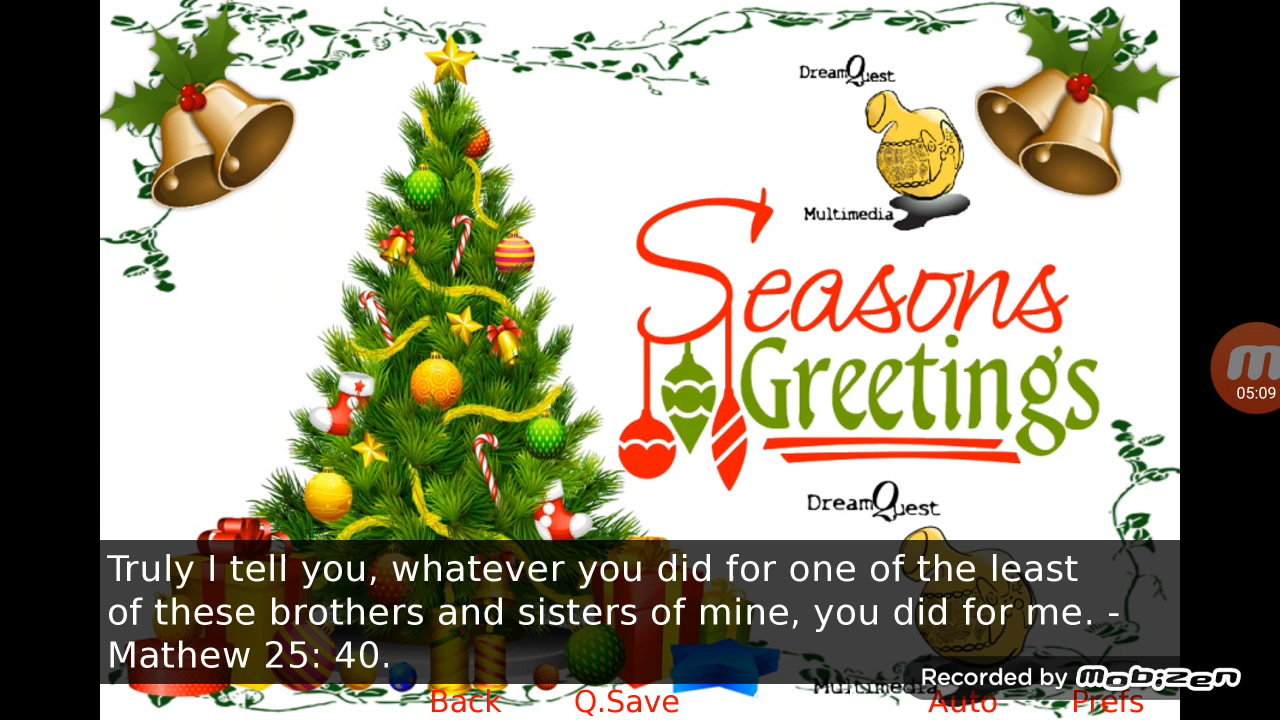 DreamQuest
Multimedia
Seasons
Greetings
05:09
DreamQuest
Truly I tell you, whatever you did for one of the least
of these brothers and sisters of mine, you did for me. -
Mathew 25: 40.
Recorded by mobizen
Multimedia
Back Q.Save Auto Prefs